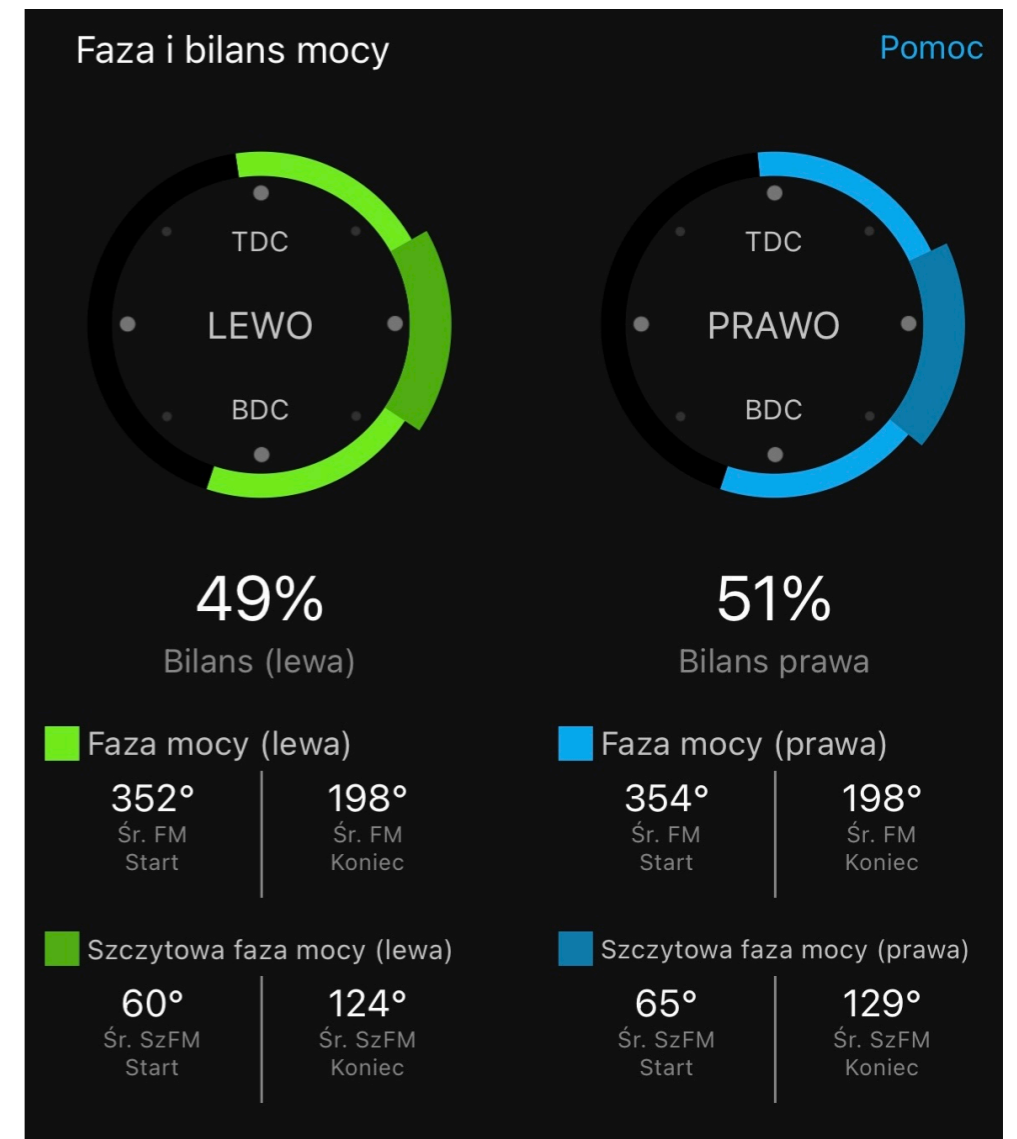 Faza i bilans mocy
Pomoc
TDC
LEWO
BDC
TDC
PRAWO
BDC
49%
Bilans (lewa)
51%
Bilans prawa
Faza mocy (lewa)
352°
Śr. FM
Start
198°
Śr. FM
Koniec
Faza mocy (prawa)
354°
Śr. FM
Start
198°
Śr. FM
Koniec
Szczytowa faza mocy (lewa)
60°
Śr. SzFM
Start
124°
Śr. SzFM
Koniec
Szczytowa faza mocy (prawa)
65°
Śr. SzFM
Start
129°
Śr. SzFM
Koniec